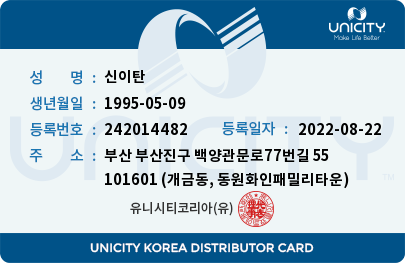 UNICITY
Make Life Better
성 명 : 신이탄
생년월일 : 1995-05-09
등록번호 : 242014482 등록일자 : 2022-08-22
주 소 : 부산 부산진구 백양관문로77번길 55
101601 (개금동, 동원화인패밀리타운)
유니시티코리아(유)
UNICITY
TM
UNICITY KOREA DISTRIBUTOR CARD